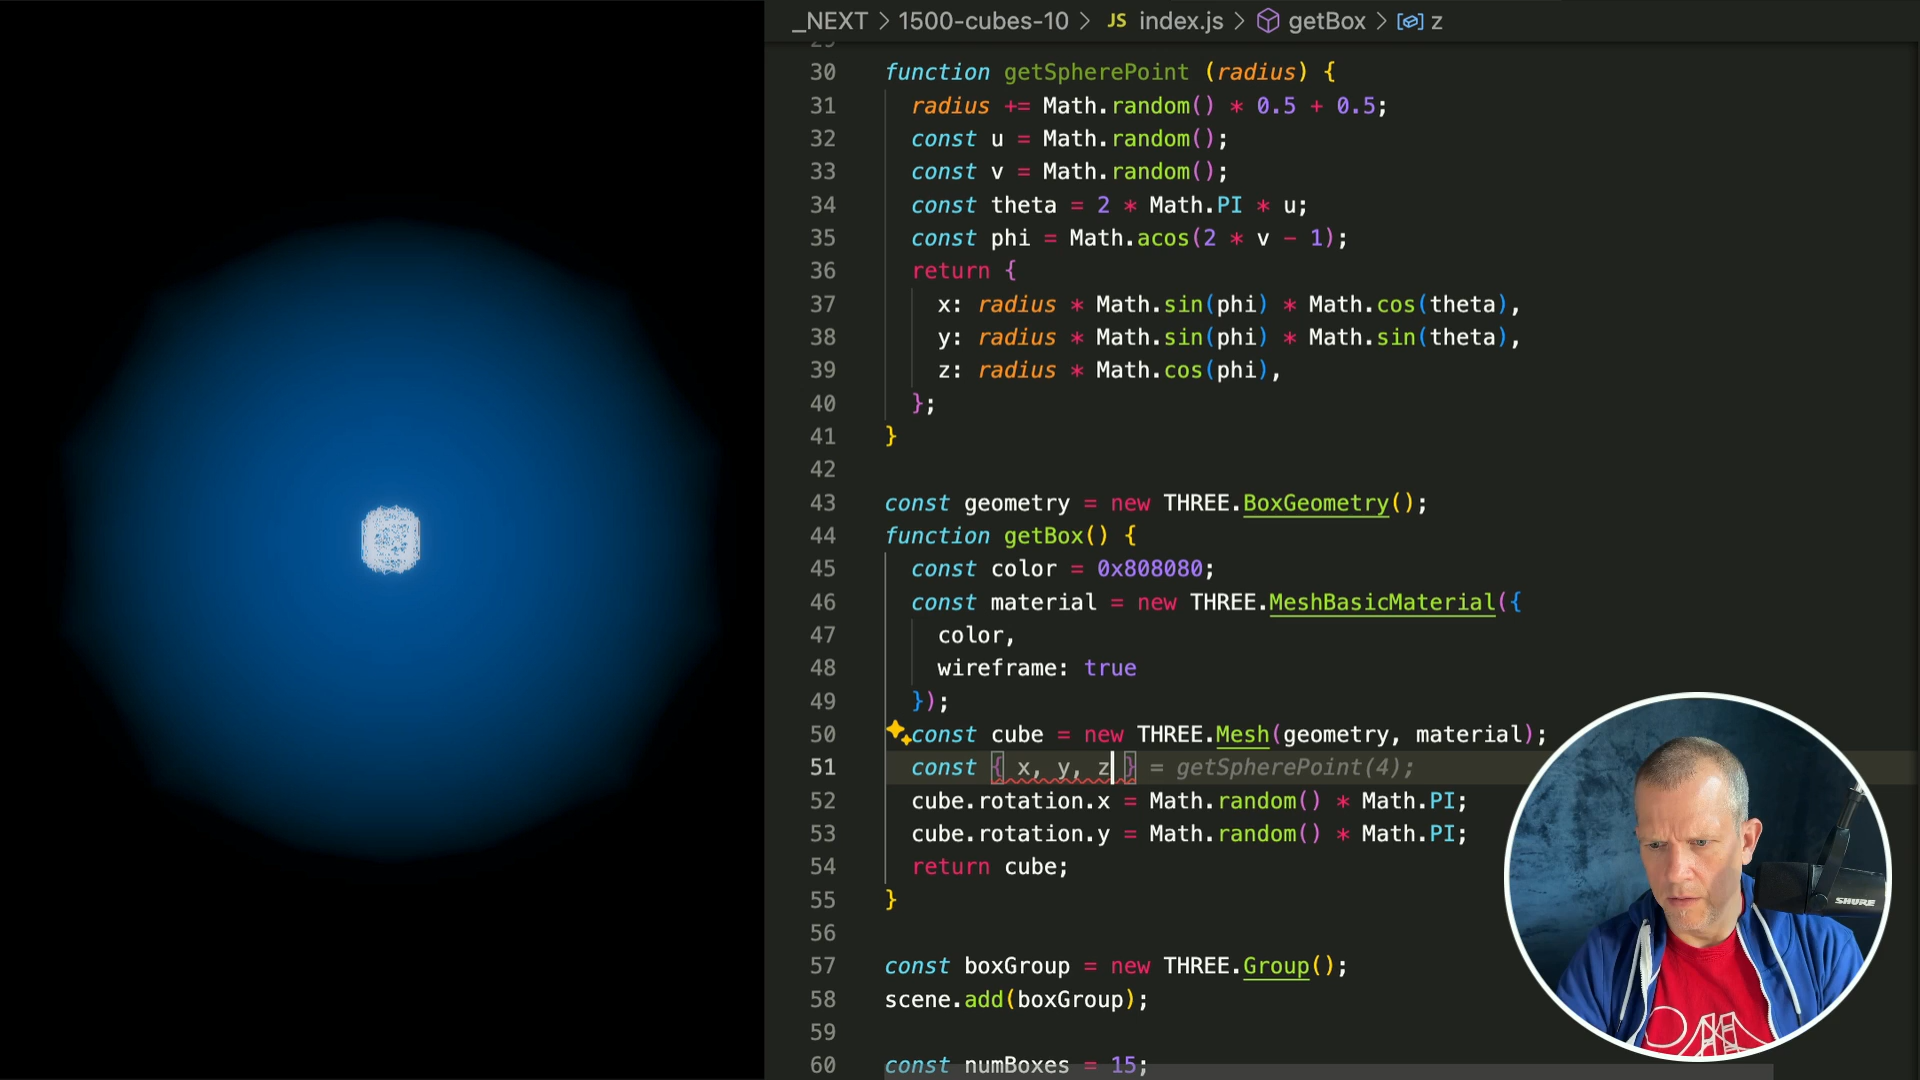 _NEXT > 1500-cubes-10 > JS index.js > getBox > z
30 function getSpherePoint (radius) {
31 radius += Math.random() * 0.5 + 0.5;
32 const u = Math.random();
33 const v = Math.random();
34 const theta = 2 * Math.PI * u;
35 const phi = Math.acos(2 * v - 1);
36 return {
37 x: radius * Math.sin(phi) * Math.cos(theta),
38 y: radius * Math.sin(phi) * Math.sin(theta),
39 z: radius * Math.cos(phi),
40 };
41 }
42
43 const geometry = new THREE.BoxGeometry();
44 function getBox() {
45 const color = 0x808080;
46 const material = new THREE.MeshBasicMaterial({
47 color,
48 wireframe: true
49 });
50 const cube = new THREE.Mesh(geometry, material);
51 const { x, y, z } = getSpherePoint(4);
52 cube.rotation.x = Math.random() * Math.PI;
53 cube.rotation.y = Math.random() * Math.PI;
54 return cube;
55 }
56
57 const boxGroup = new THREE.Group();
58 scene.add(boxGroup);
59
60 const numBoxes = 15;
SHURE